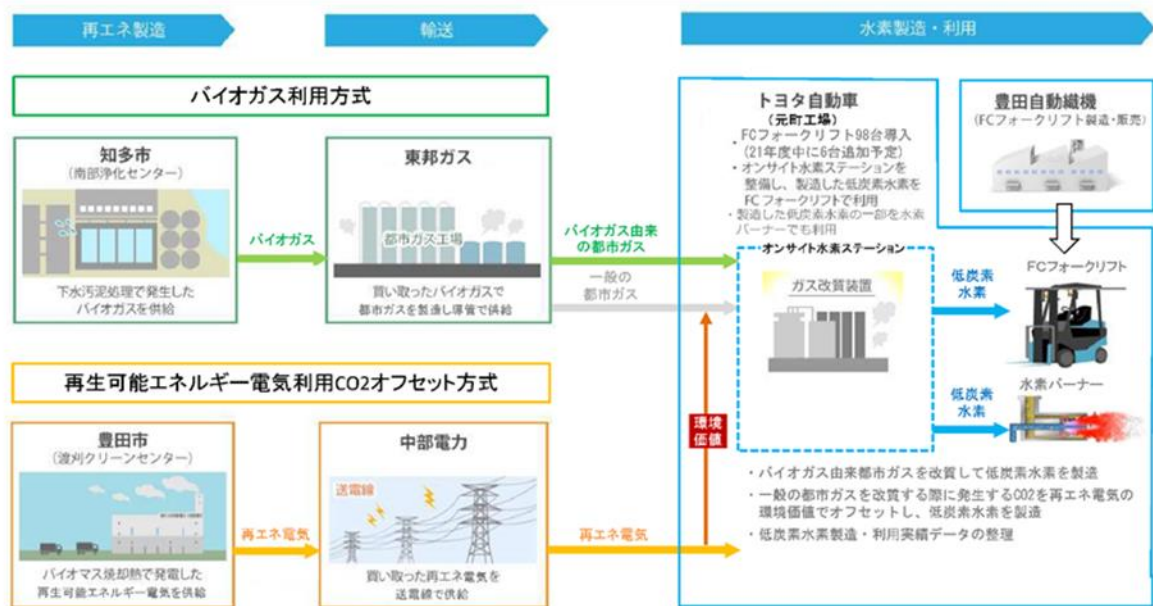 再エネ製造
輸送
水素製造・利用
バイオガス利用方式
知多市
(南部浄化センター)
下水汚泥処理で発生した
バイオガスを供給
バイオガス
東邦ガス
都市ガス工場
買い取ったバイオガスで
都市ガスを製造し導管で供給
バイオガス由来
の都市ガス
一般の
都市ガス
トヨタ自動車
(元町工場)
・FCフォークリフト98台導入
(21年度中に6台追加予定)
・オンサイト水素ステーションを
整備し、製造した低炭素水素を
FCフォークリフトで利用
・製造した低炭素水素の一部を水素
バーナーでも利用
オンサイト水素ステーション
ガス改質装置
豊田自動織機
(FCフォークリフト製造・販売)
低炭素
水素
FCフォークリフト
低炭素
水素
水素バーナー
再生可能エネルギー電気利用CO2オフセット方式
豊田市
(渡刈クリーンセンター)
バイオマス焼却熱で発電した
再生可能エネルギー電気を供給
再エネ電気
中部電力
送電線
買い取った再エネ電気を
送電線で供給
再エネ電気
環境
価値
・バイオガス由来都市ガスを改質して低炭素水素を製造
・一般の都市ガスを改質する際に発生するCO2を再エネ電気の
環境価値でオフセットし、低炭素水素を製造
・低炭素水素製造・利用実績データの整理